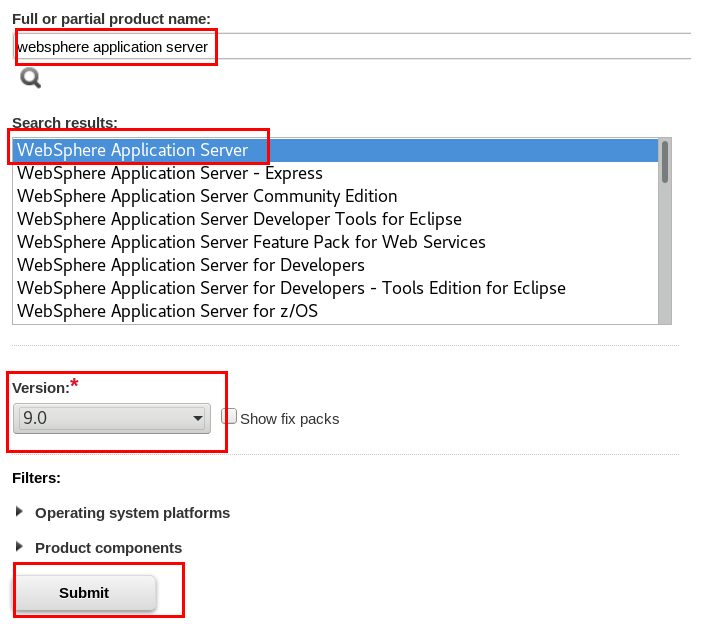 Full or partial product name:
websphere application server
Search results:
WebSphere Application Server
WebSphere Application Server - Express
WebSphere Application Server Community Edition
WebSphere Application Server Developer Tools for Eclipse
WebSphere Application Server Feature Pack for Web Services
WebSphere Application Server for Developers
WebSphere Application Server for Developers - Tools Edition for Eclipse
WebSphere Application Server for z/OS
Version:*
9.0
Show fix packs
Filters:
Operating system platforms
Product components
Submit